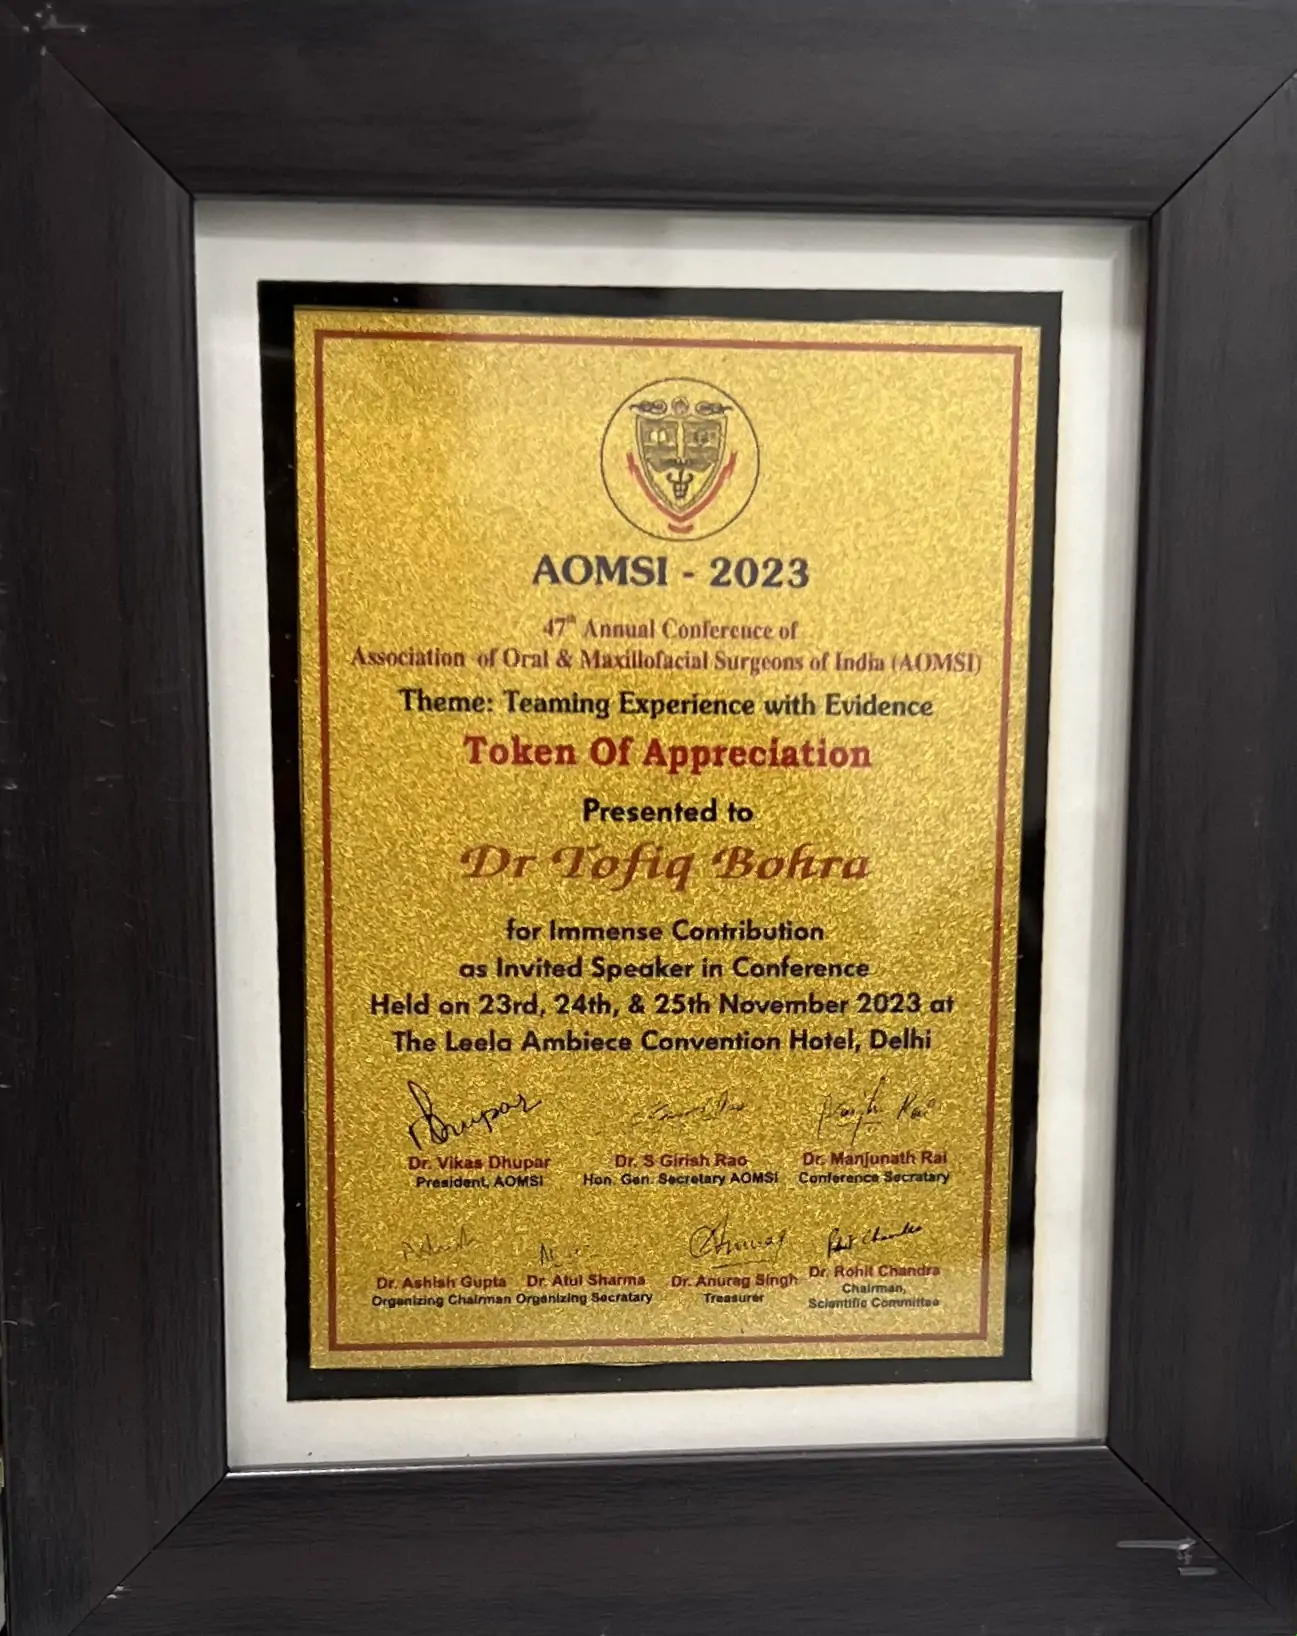 AOMSI - 2023
47th Annual Conference of
Association of Oral & Maxillofacial Surgeons of India (AOMSI)
Theme: Teaming Experience with Evidence
Token Of Appreciation
Presented to
Dr Tofiq Bohra
for Immense Contribution
as Invited Speaker in Conference
Held on 23rd, 24th, & 25th November 2023 at
The Leela Ambiece Convention Hotel, Delhi
Dr. Vikas Dhupar
President, AOMSI
Dr. S Girish Rao
Hon. Gen. Secretary AOMSI
Dr. Manjunath Rai
Conference Secratary
Dr. Ashish Gupta
Organizing Chairman
Dr. Atul Sharma
Organizing Secratary
Dr. Anurag Singh
Treasurer
Dr. Rohit Chandra
Chairman,
Scientific Committee